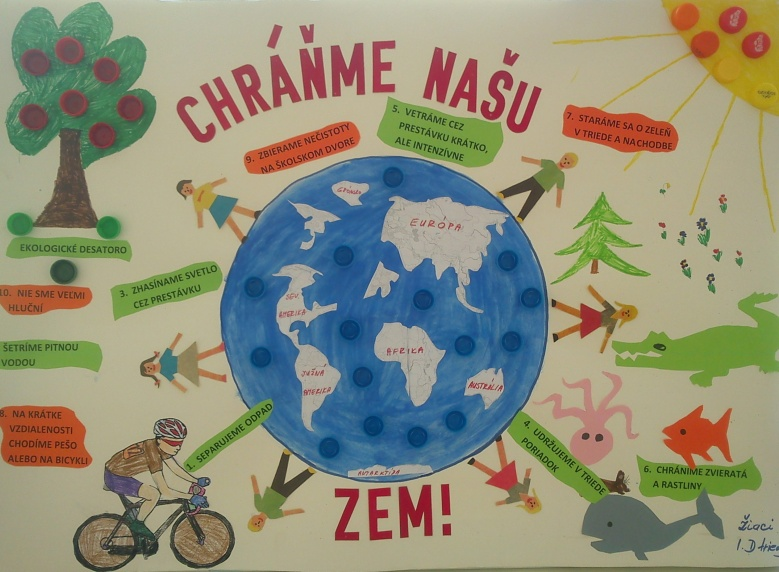 CHRÁŇME NAŠU
ZEM!
EKOLOGICKÉ DESATORO
1. SEPARUJEME ODPAD
ŠETRÍME PITNOU
VODOU
3. ZHASÍNAME SVETLO
CEZ PRESTÁVKU
4. UDRŽUJEME V TRIEDE
PORIADOK
5. VETRÁME CEZ
PRESTÁVKU KRÁTKO,
ALE INTENZÍVNE
6. CHRÁNIME ZVIERATÁ
A RASTLINY
7. STARÁME SA O ZELEŇ
V TRIEDE A NACHODBE
8. NA KRÁTKE
VZDIALENOSTI
CHODÍME PEŠO
ALEBO NA BICYKLI
9. ZBIERAME NEČISTOTY
NA ŠKOLSKOM DVORE
10. NIE SME VEĽMI
HLUČNÍ
EURÓPA
SEV.
AMERIKA
JUŽNÁ
AMERIKA
AFRIKA
AUSTRÁLIA
ANTARKTÍDA
Žiaci
I.D